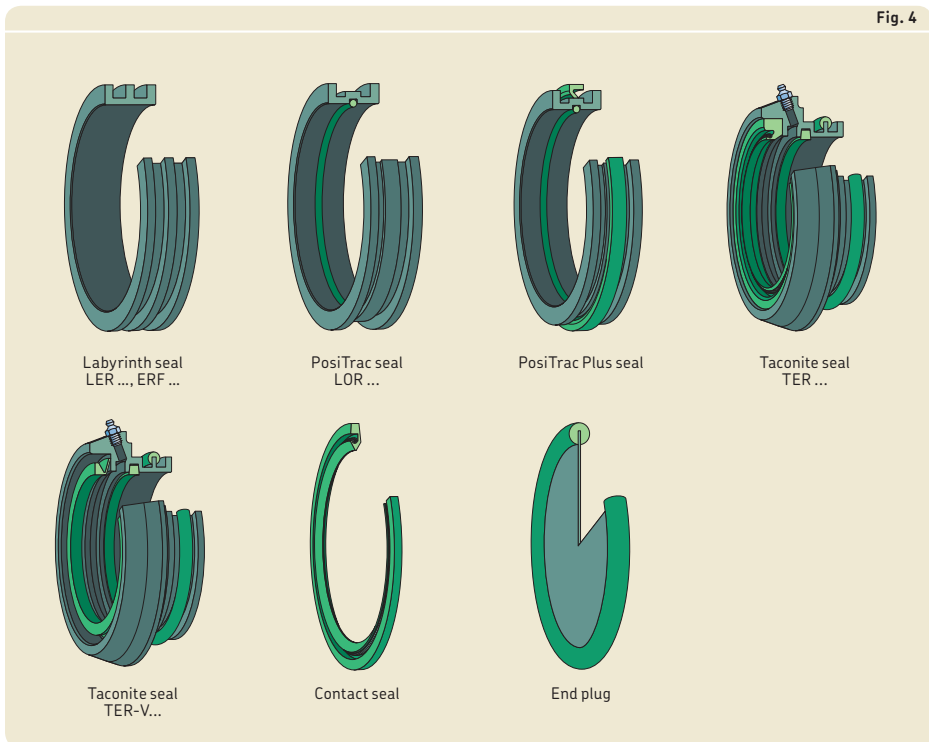 Fig. 4
Labyrinth seal
LER ..., ERF ...
PosiTrac seal
LOR ...
PosiTrac Plus seal
Taconite seal
TER ...
Taconite seal
TER-V...
Contact seal
End plug